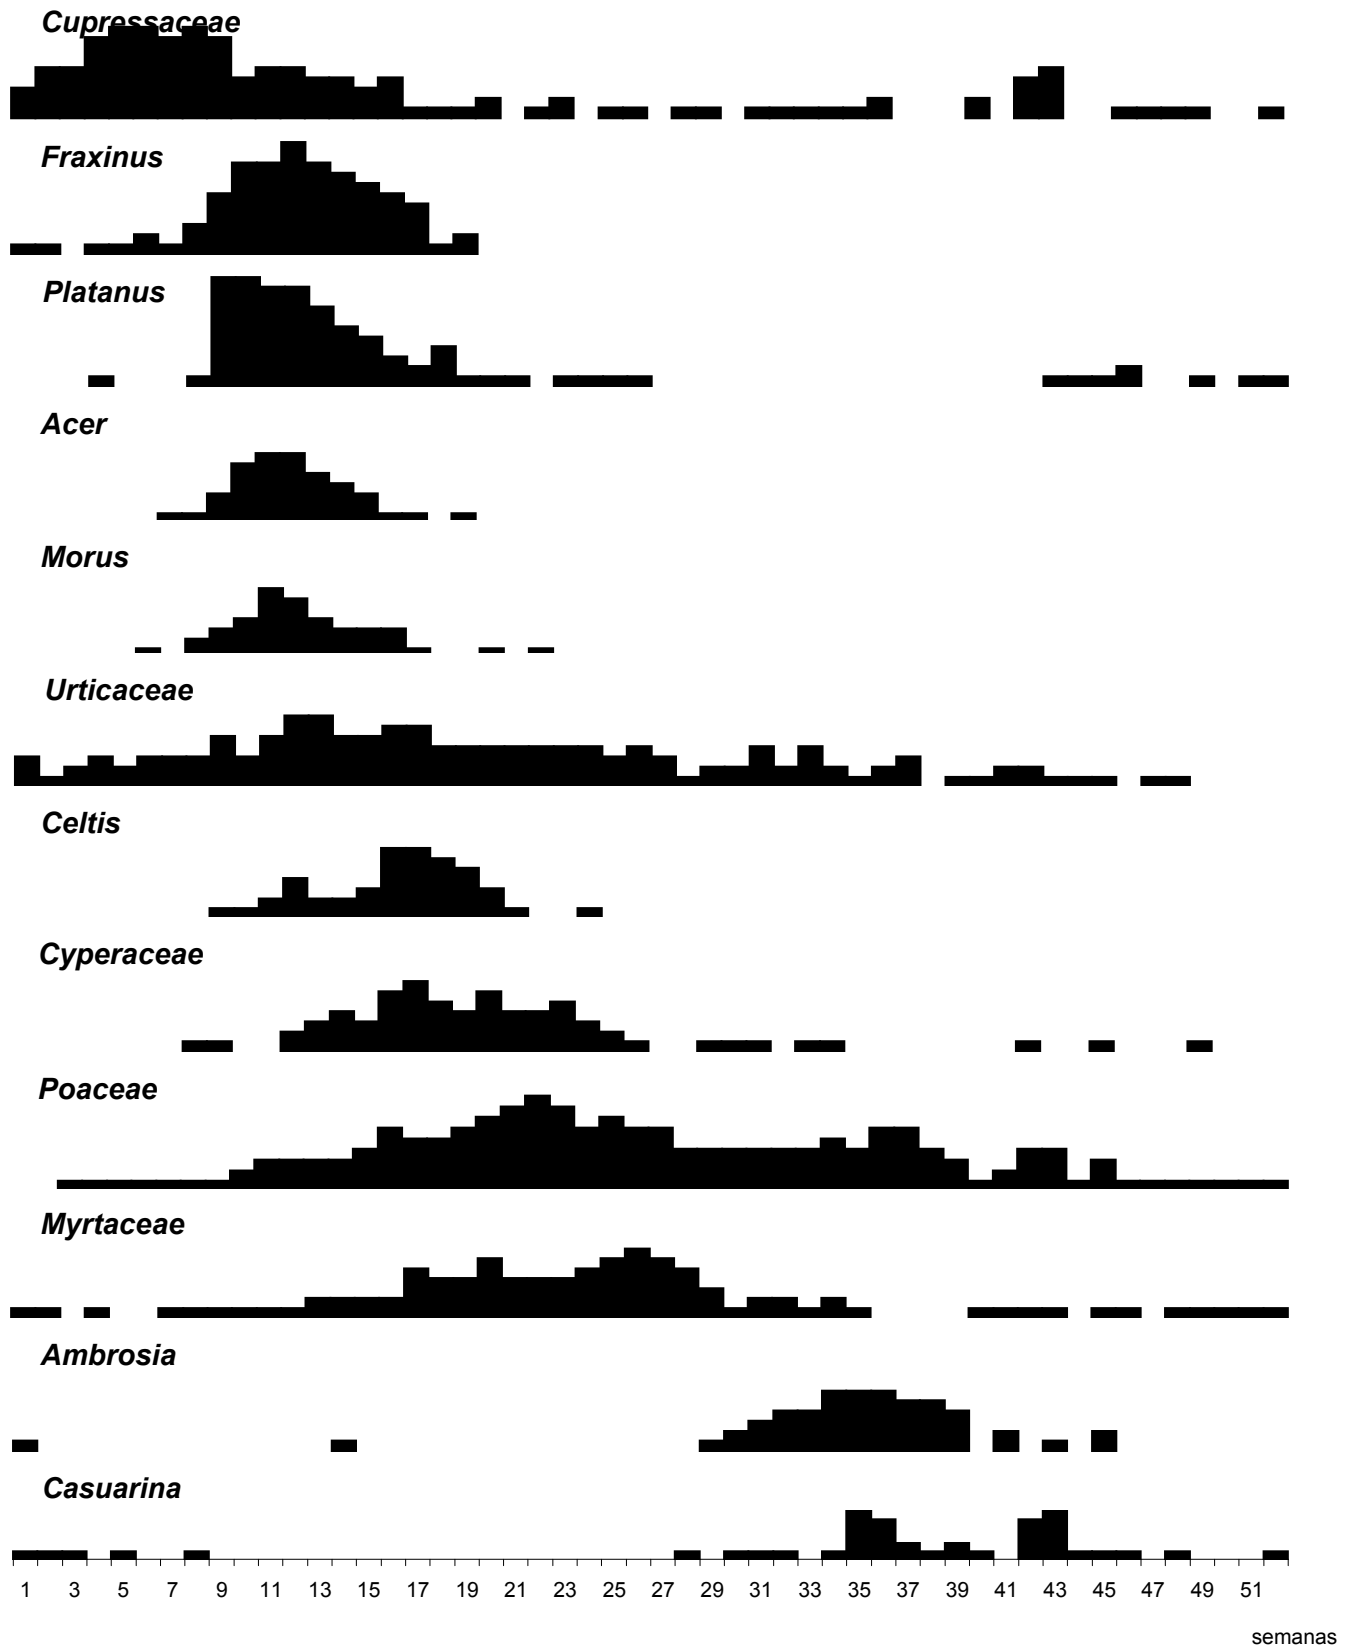 Cupressaceae
Fraxinus
Platanus
Acer
Morus
Urticaceae
Celtis
Cyperaceae
Poaceae
Myrtaceae
Ambrosia
Casuarina
1 3 5 7 9 11 13 15 17 19 21 23 25 27 29 31 33 35 37 39 41 43 45 47 49 51
semanas